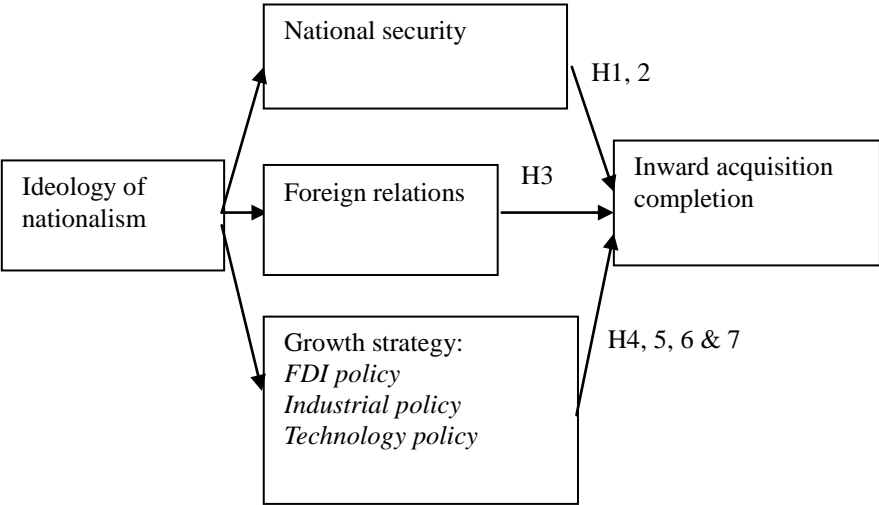 National security
H1, 2
Ideology of
nationalism
Foreign relations
H3
Inward acquisition
completion
Growth strategy:
FDI policy
Industrial policy
Technology policy
H4, 5, 6 & 7